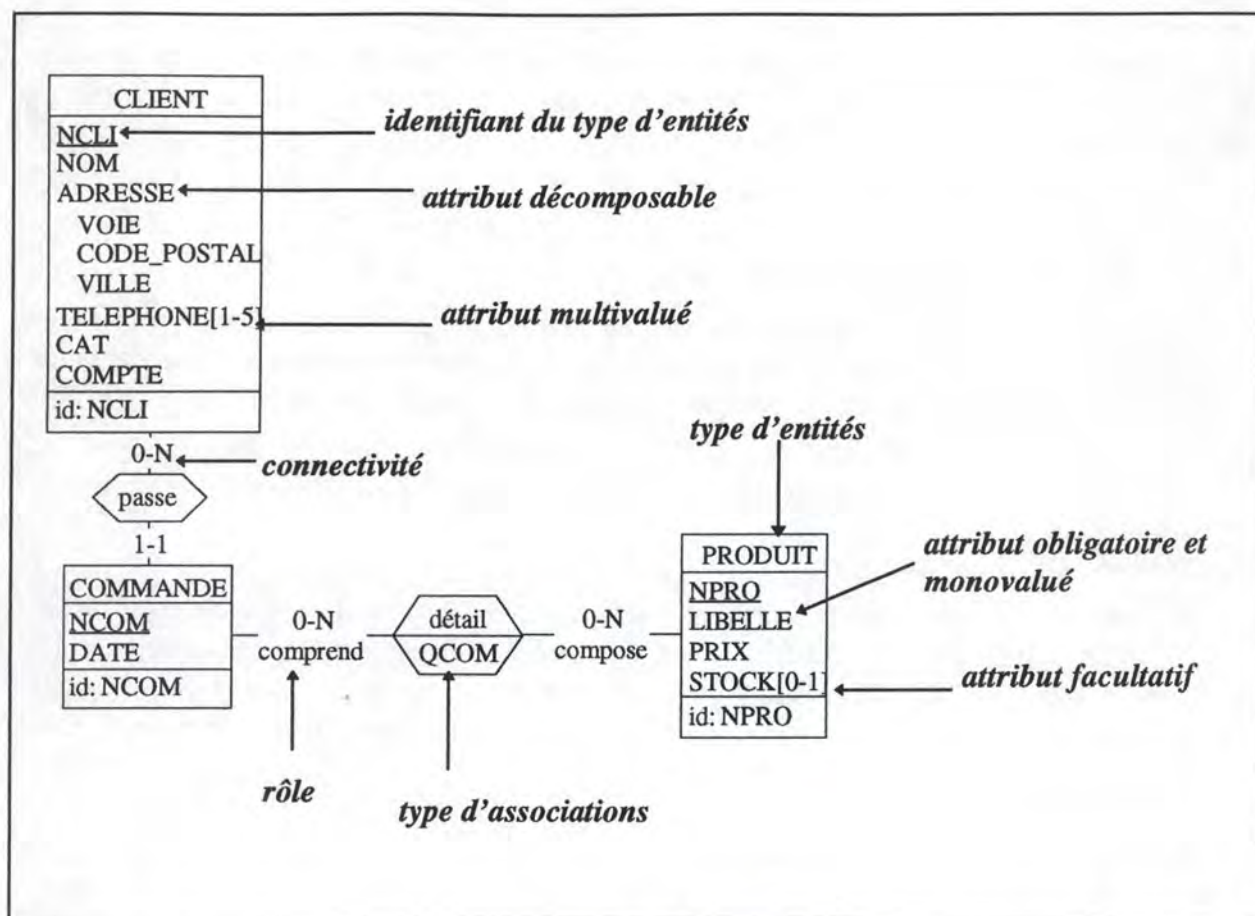 CLIENT
NCLI
NOM
ADRESSE
VOIE
CODE_POSTAL
VILLE
TELEPHONE[1-5]
CAT
COMPTE
id: NCLI
identifiant du type d'entités
attribut décomposable
attribut multivalué
0-N
connectivité
passe
1-1
COMMANDE
NCOM
DATE
id: NCOM
0-N
comprend
rôle
détail
QCOM
type d'associations
0-N
compose
type d'entités
PRODUIT
NPRO
LIBELLE
PRIX
STOCK[0-1]
id: NPRO
attribut obligatoire et
monovalué
attribut facultatif